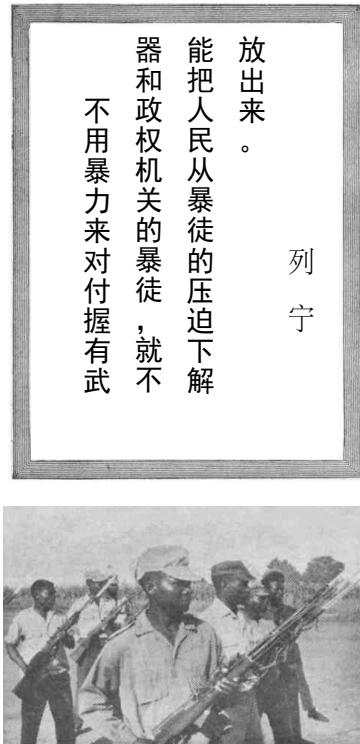 不用暴力来对付握有武
器和政权机关的暴徒，就不
能把人民从暴徒的压迫下解
放出来。
列宁